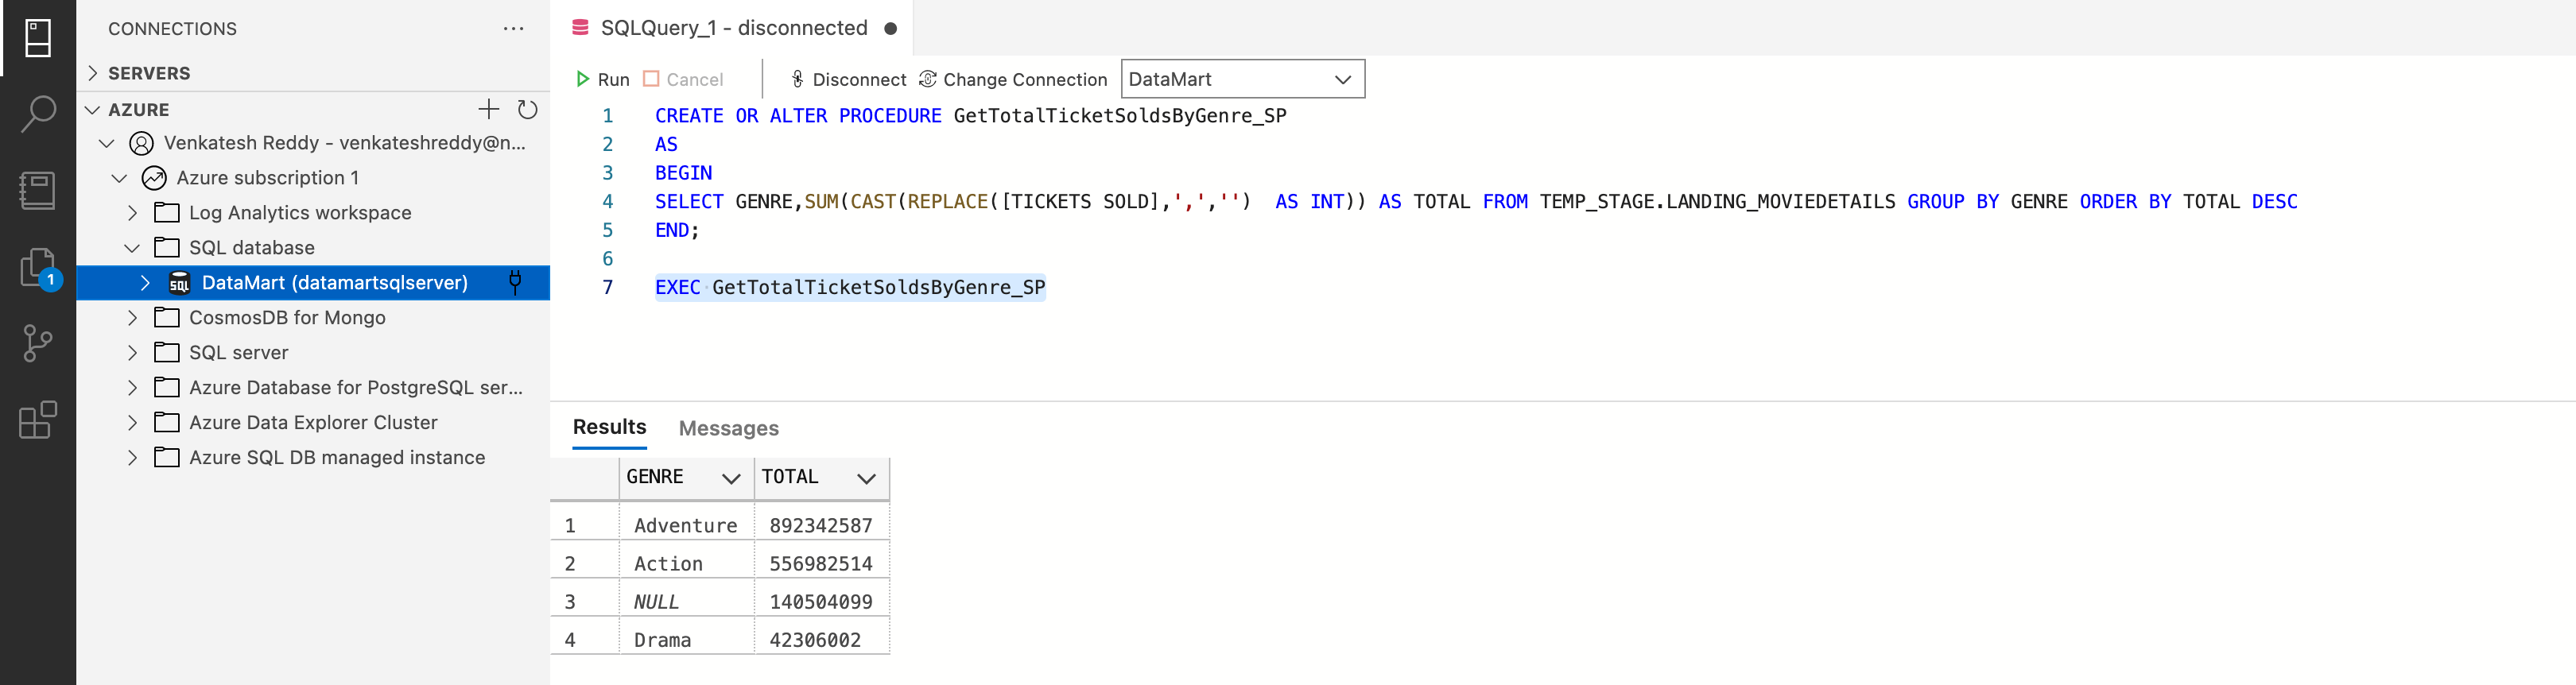 CONNECTIONS ...
SERVERS
AZURE
Venkatesh Reddy - venkateshreddy@n...
Azure subscription 1
Log Analytics workspace
SQL database
SQL DataMart (datamartsqlserver)
CosmosDB for Mongo
SQL server
Azure Database for PostgreSQL ser...
Azure Data Explorer Cluster
Azure SQL DB managed instance
1
SQLQuery_1 - disconnected
Run Cancel Disconnect Change Connection DataMart
1 CREATE OR ALTER PROCEDURE GetTotalTicketSoldsByGenre_SP
2 AS
3 BEGIN
4 SELECT GENRE,SUM(CAST(REPLACE([TICKETS SOLD],',','')  AS INT)) AS TOTAL FROM TEMP_STAGE.LANDING_MOVIEDETAILS GROUP BY GENRE ORDER BY TOTAL DESC
5 END;
6
7 EXEC GetTotalTicketSoldsByGenre_SP
Results Messages
GENRE TOTAL
1 Adventure 892342587
2 Action 556982514
3 NULL 140504099
4 Drama 42306002